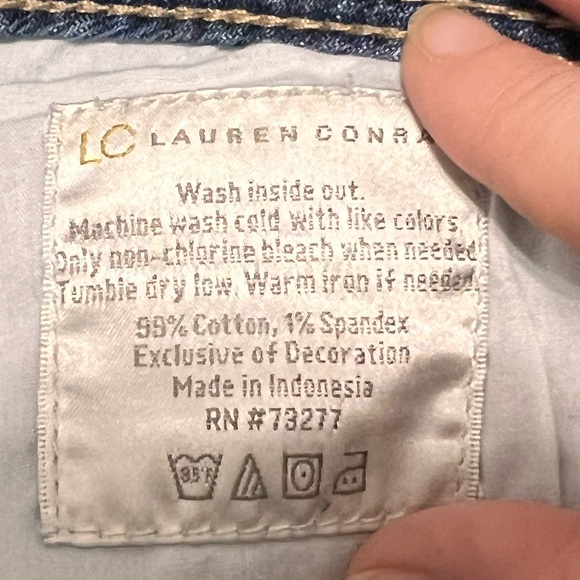 LC LAUREN CONRA
Wash inside out.
Machine wash cold with like colors.
Only non-chlorine bleach when needed
Tumble dry low. Warm iron if needed.
99% Cotton, 1% Spandex
Exclusive of Decoration
Made in Indonesia
RN #73277